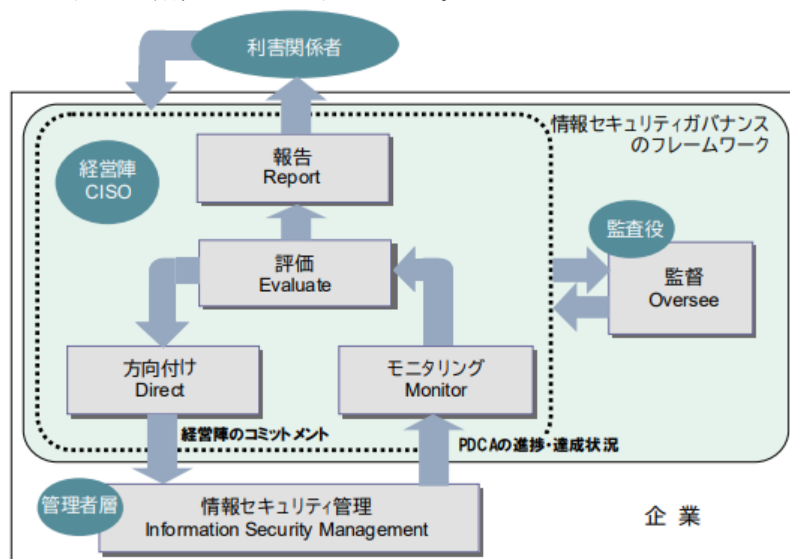 利害関係者
情報セキュリティガバナンス
のフレームワーク
経営陣
CISO
報告
Report
監査役
評価
Evaluate
監督
Oversee
方向付け
Direct
モニタリング
Monitor
経営陣のコミットメント
PDCAの進捗・達成状況
管理者層
情報セキュリティ管理
Information Security Management
企 業